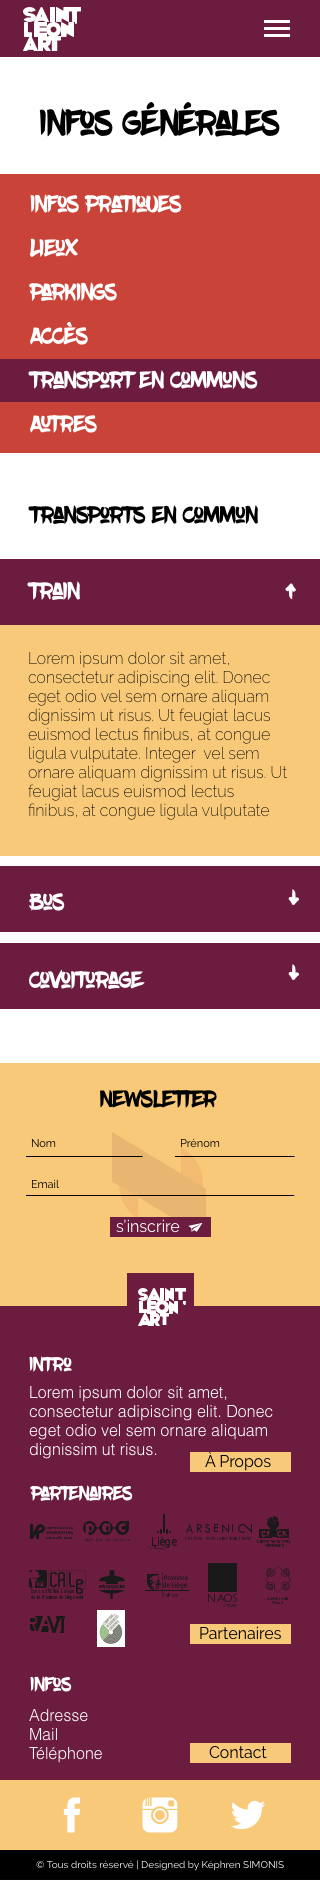 SAINT
LEON
ART
INFOS GÉNÉRALES
INFOS PRATIQUES
LIEUX
PARKINGS
ACCÈS
TRANSPORT EN COMMUNS
AUTRES
TRANSPORTS EN COMMUN
TRAIN
Lorem ipsum dolor sit amet,
consectetur adipiscing elit. Donec
eget odio vel sem ornare aliquam
dignissim ut risus. Ut feugiat lacus
euismod lectus finibus, at congue
ligula vulputate. Integer vel sem
ornare aliquam dignissim ut risus. Ut
feugiat lacus euismod lectus
finibus, at congue ligula vulputate
BUS
COVOITURAGE
NEWSLETTER
Nom Prénom
Email
s'inscrire
SAINT
LEON
ART
INTRO
Lorem ipsum dolor sit amet,
consectetur adipiscing elit. Donec
eget odio vel sem ornare aliquam
dignissim ut risus.
À Propos
PARTENAIRES
Liège
ARSENIC
CALLg
Province
de Liège
NAOS
RAVI
Partenaires
INFOS
Adresse
Mail
Téléphone
Contact
© Tous droits réservé | Designed by Képhren SIMONIS